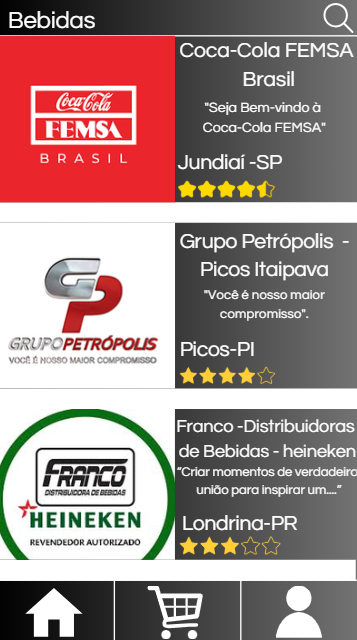 Bebidas
Coca-Cola
FEMSA
BRASIL
Coca-Cola FEMSA
Brasil
"Seja Bem-vindo à
Coca-Cola FEMSA"
Jundiaí -SP
GP
GRUPOPETRÓPOLIS
VOCÊ É NOSSO MAIOR COMPROMISSO
Grupo Petrópolis -
Picos Itaipava
"Você é nosso maior
compromisso".
Picos-PI
FRANCO
DISTRIBUIDORA DE BEBIDAS
HEINEKEN
REVENDEDOR AUTORIZADO
Franco -Distribuidoras
de Bebidas - heineken
“Criar momentos de verdadeira
união para inspirar um....”
Londrina-PR